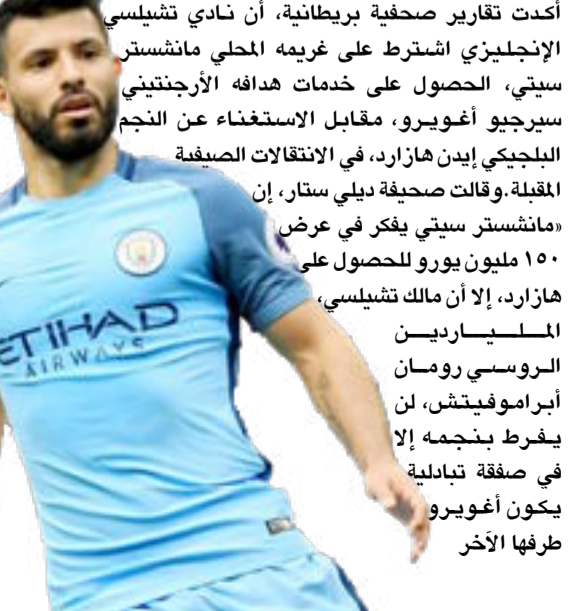 أكدت تقارير صحفية بريطانية، أن نادي تشيلسي
الإنجليزي اشترط على غريمه المحلي مانشستر
سيتي، الحصول على خدمات هدافه الأرجنتيني
سيرجيو أغويرو، مقابل الاستغناء عن النجم
البلجيكي إيدن هازارد، في الانتقالات الصيفية
المقبلة.وقالت صحيفة ديلي ستار، إن
«مانشستر سيتي يفكر في عرض
١٥٠ مليون يورو للحصول على
هازارد، إلا أن مالك تشيلسي،
المليارديـن
الروسي رومان
أبراموفيتش، لن
يفرط بنجمه إلا
في صفقة تبادلية
يكون أغويرو
طرفها الآخر
ETIHAD
AIRWAYS